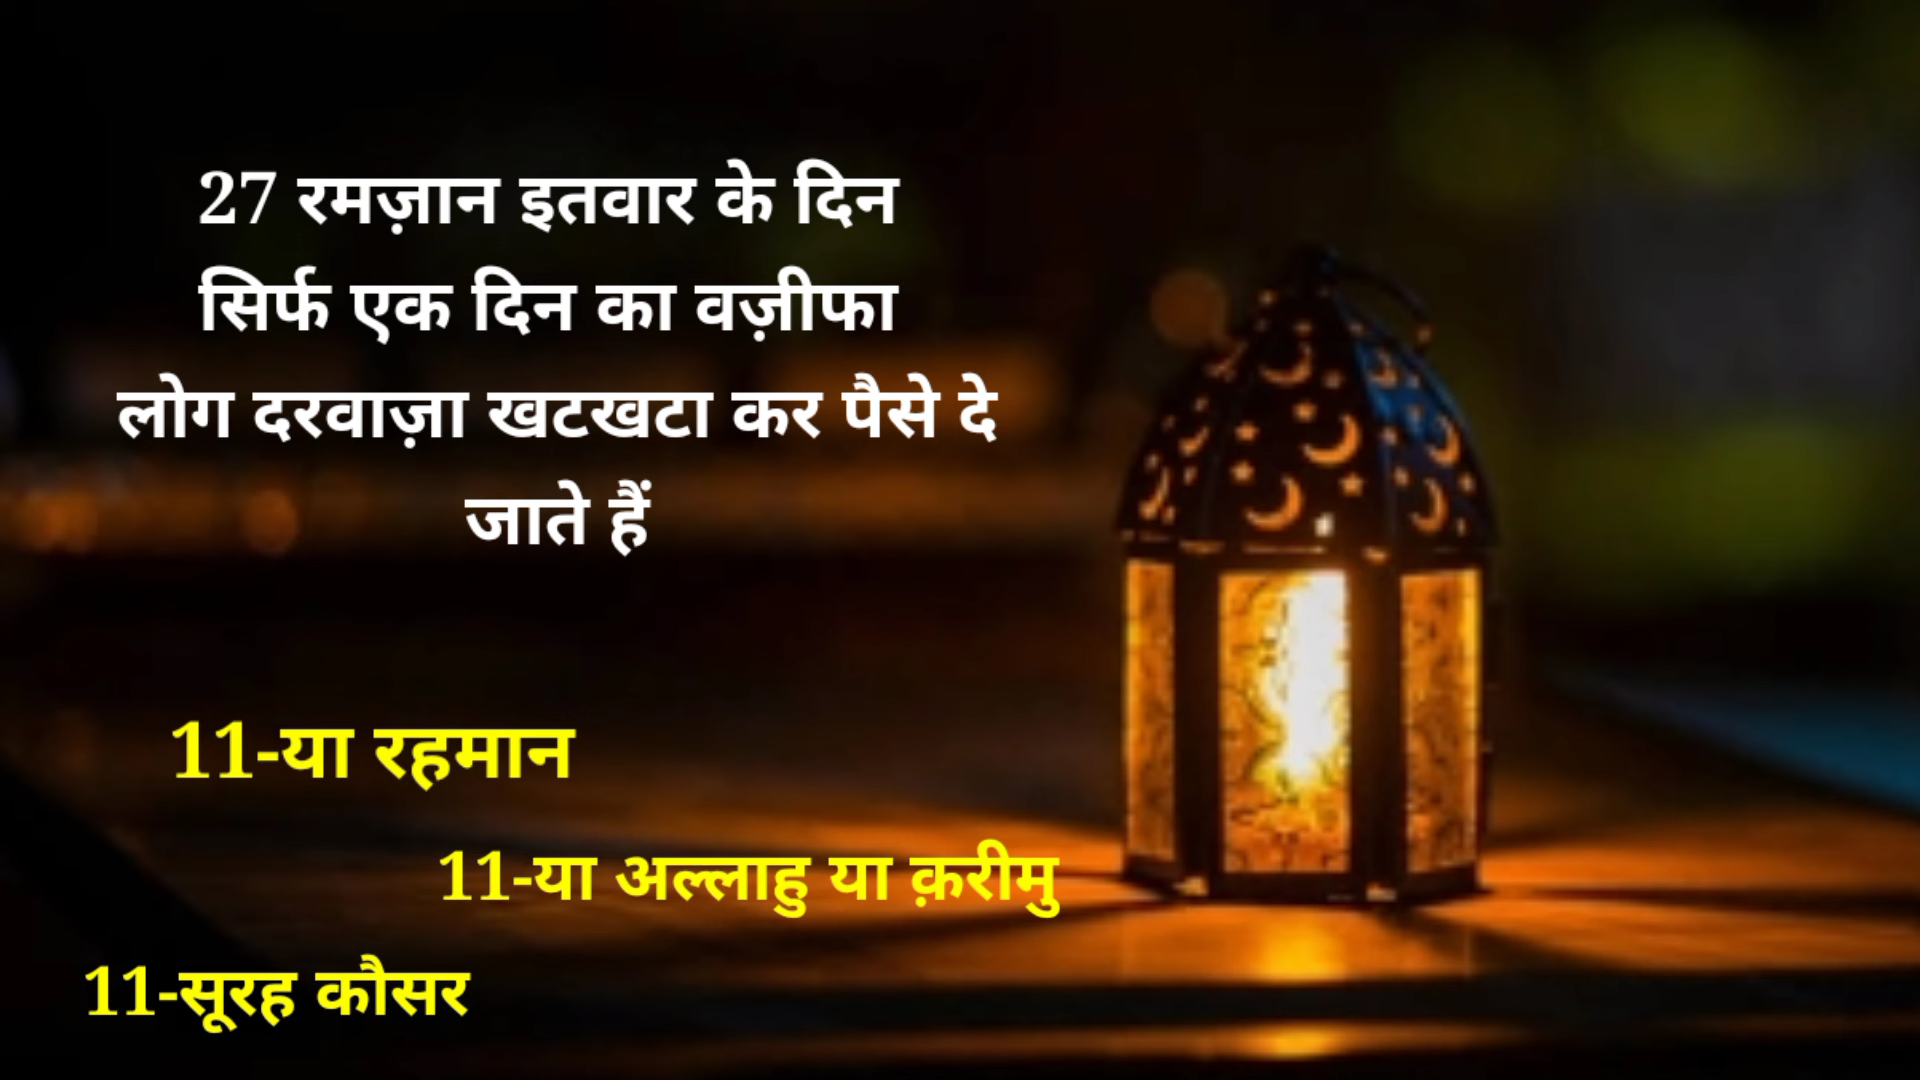 27 रमज़ान इतवार के दिन
सिर्फ एक दिन का वज़ीफा
लोग दरवाज़ा खटखटा कर पैसे दे
जाते हैं
11-या रहमान
11-या अल्लाहु या क़रीमु
11-सूरह कौसर